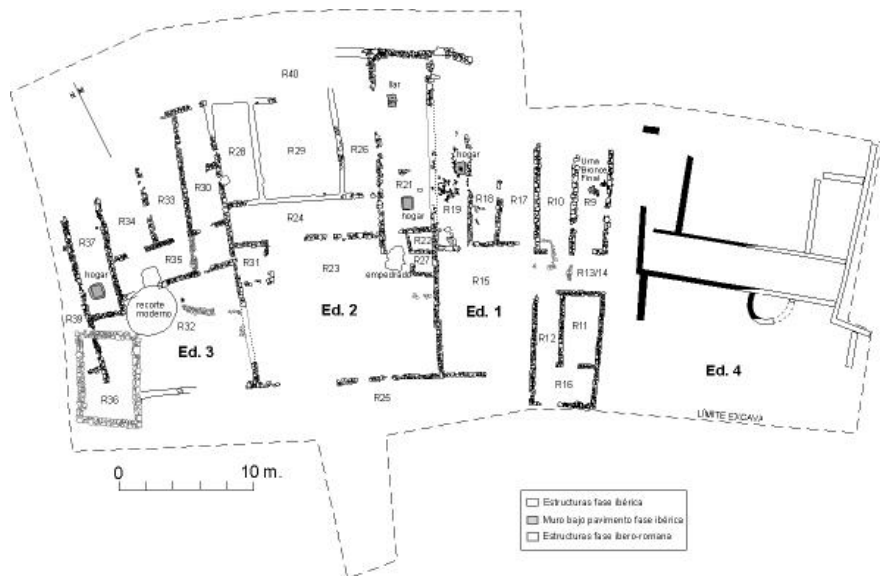 R40
llar
hogar
Urna
Bronce
Final
R28
R29
R26
R21
hogar
R19
R18
R17
R10
R9
R33
R30
R34
R24
R37
R35
R31
R23
R22
R27
empedrado
R15
R13/14
hogar
recorte
moderno
R39
R32
Ed. 3
Ed. 2
Ed. 1
R12
R11
R16
Ed. 4
R36
R25
LÍMITE EXCAVA
0 10 m.
Estructuras fase ibérica
Muro bajo pavimento fase ibérica
Estructuras fase ibero-romana